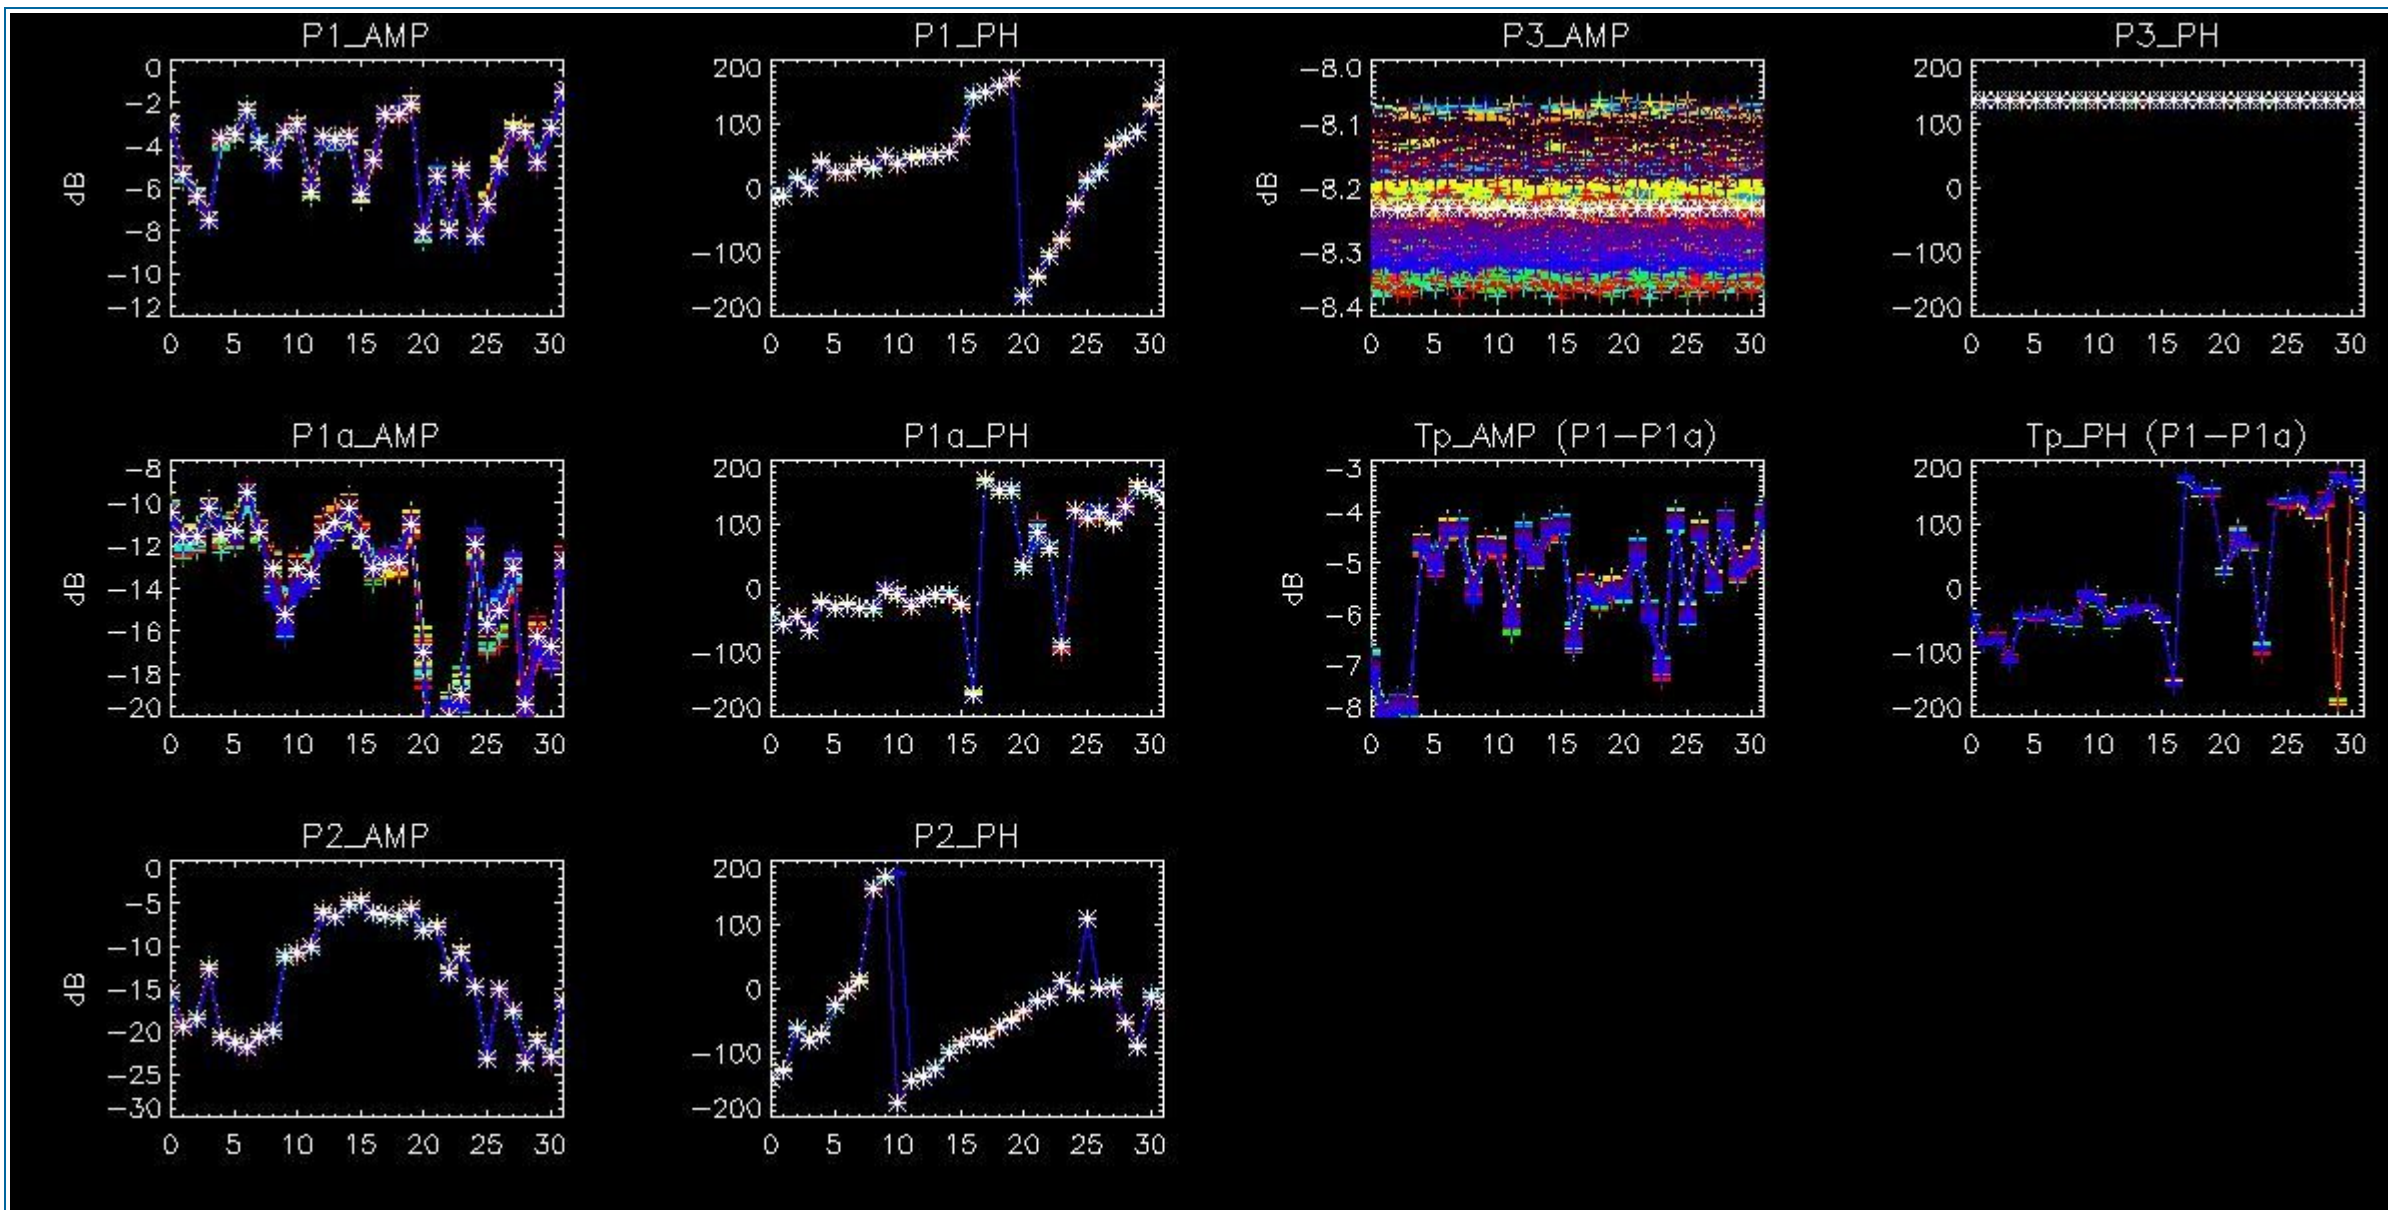 P1_AMP
0
−2
−4
−6
−8
−10
−12
dB
0 5 10 15 20 25 30
P1_PH
200
100
0
−100
−200
0 5 10 15 20 25 30
P3_AMP
−8.0
−8.1
−8.2
−8.3
−8.4
dB
0 5 10 15 20 25 30
P3_PH
200
100
0
−100
−200
0 5 10 15 20 25 30
P1a_AMP
−8
−10
−12
−14
−16
−18
−20
dB
0 5 10 15 20 25 30
P1a_PH
200
100
0
−100
−200
0 5 10 15 20 25 30
Tp_AMP (P1−P1a)
−3
−4
−5
−6
−7
−8
dB
0 5 10 15 20 25 30
Tp_PH (P1−P1a)
200
100
0
−100
−200
0 5 10 15 20 25 30
P2_AMP
0
−5
−10
−15
−20
−25
−30
dB
0 5 10 15 20 25 30
P2_PH
200
100
0
−100
−200
0 5 10 15 20 25 30